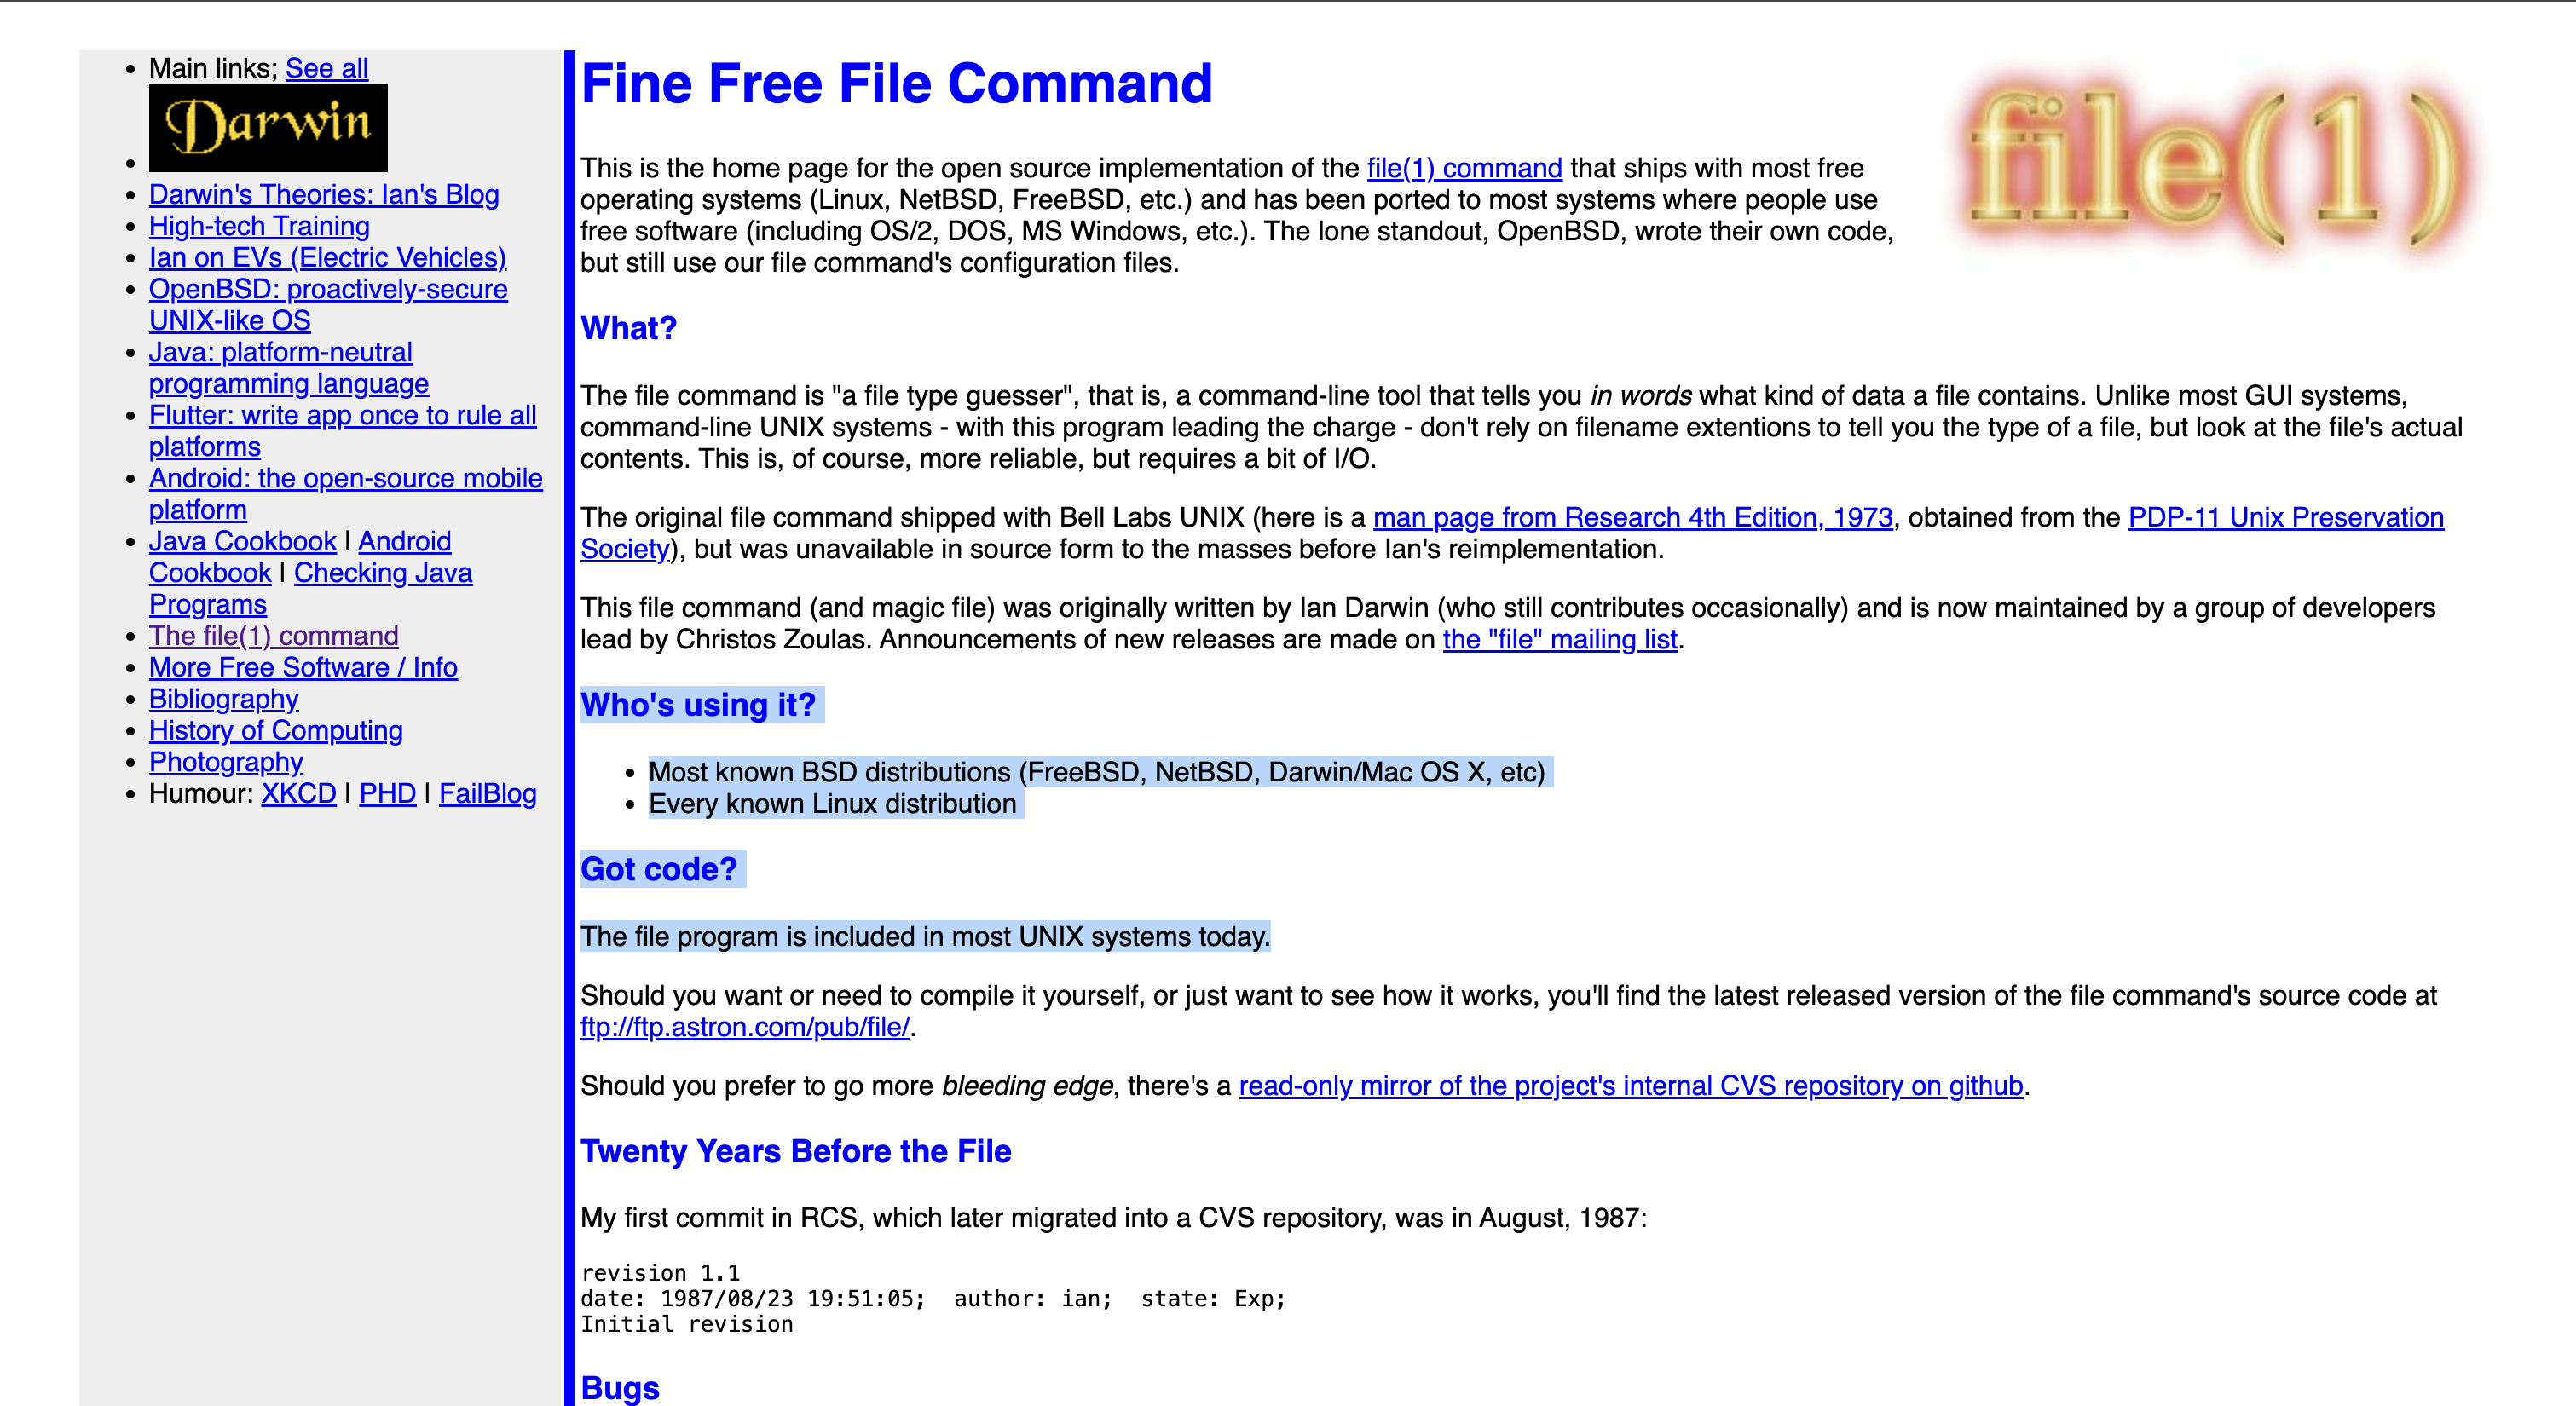 Main links; See all
Darwin
Darwin's Theories: Ian's Blog
High-tech Training
Ian on EVs (Electric Vehicles)
OpenBSD: proactively-secure
UNIX-like OS
Java: platform-neutral
programming language
Flutter: write app once to rule all
platforms
Android: the open-source mobile
platform
Java Cookbook | Android
Cookbook | Checking Java
Programs
The file(1) command
More Free Software / Info
Bibliography
History of Computing
Photography
Humour: XKCD | PHD | FailBlog
Fine Free File Command
file(1)
This is the home page for the open source implementation of the file(1) command that ships with most free
operating systems (Linux, NetBSD, FreeBSD, etc.) and has been ported to most systems where people use
free software (including OS/2, DOS, MS Windows, etc.). The lone standout, OpenBSD, wrote their own code,
but still use our file command's configuration files.
What?
The file command is "a file type guesser", that is, a command-line tool that tells you in words what kind of data a file contains. Unlike most GUI systems,
command-line UNIX systems - with this program leading the charge - don't rely on filename extentions to tell you the type of a file, but look at the file's actual
contents. This is, of course, more reliable, but requires a bit of I/O.
The original file command shipped with Bell Labs UNIX (here is a man page from Research 4th Edition, 1973, obtained from the PDP-11 Unix Preservation
Society), but was unavailable in source form to the masses before Ian's reimplementation.
This file command (and magic file) was originally written by Ian Darwin (who still contributes occasionally) and is now maintained by a group of developers
lead by Christos Zoulas. Announcements of new releases are made on the "file" mailing list.
Who's using it?
Most known BSD distributions (FreeBSD, NetBSD, Darwin/Mac OS X, etc)
Every known Linux distribution
Got code?
The file program is included in most UNIX systems today.
Should you want or need to compile it yourself, or just want to see how it works, you'll find the latest released version of the file command's source code at
ftp://ftp.astron.com/pub/file/.
Should you prefer to go more bleeding edge, there's a read-only mirror of the project's internal CVS repository on github.
Twenty Years Before the File
My first commit in RCS, which later migrated into a CVS repository, was in August, 1987:
revision 1.1
date: 1987/08/23 19:51:05;  author: ian;  state: Exp;
Initial revision
Bugs